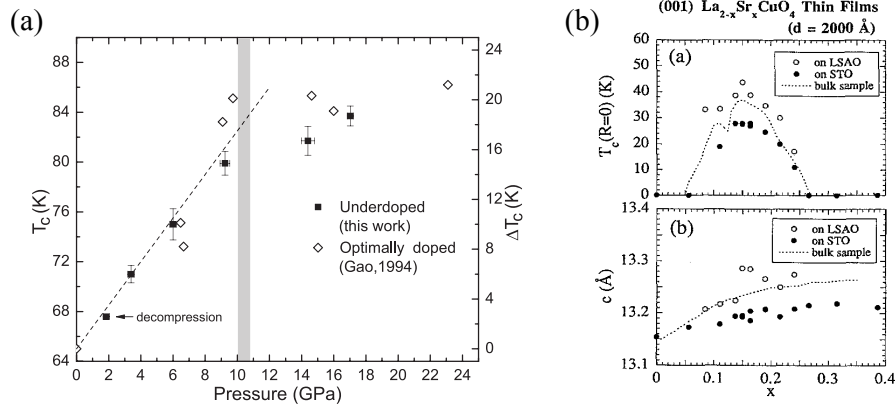 (a)
88
84
80
76
72
68
64
T_C (K)
24
20
16
12
8
4
0
ΔT_C (K)
Underdoped
(this work)
Optimally doped
(Gao,1994)
decompression
0 2 4 6 8 10 12 14 16 18 20 22 24
Pressure (GPa)
(b)
(001) La2-xSrxCuO4 Thin Films
(d = 2000 Å)
(a)
on LSAO
on STO
bulk sample
60
50
40
30
20
10
0
T_c(R=0) (K)
13.4
(b)
on LSAO
on STO
bulk sample
13.3
13.2
13.1
c (Å)
0 0.1 0.2 0.3 0.4
x